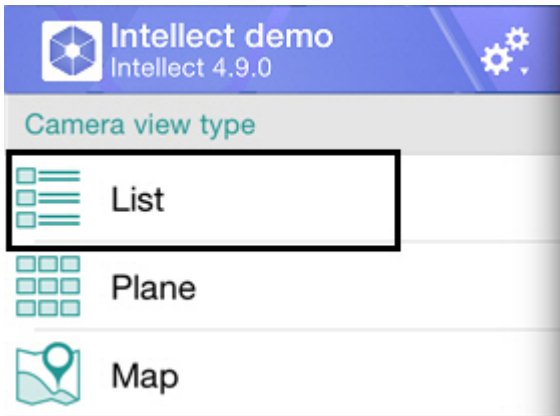 Intellect demo
Intellect 4.9.0
Camera view type
List
Plane
Map